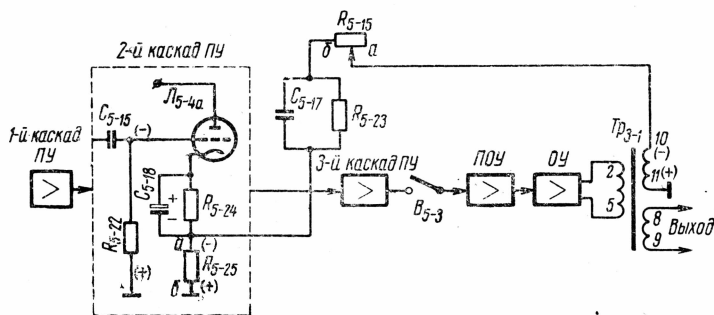 R5-15
б а
2-й каскад ПУ
Л5-4а
C5-15
(-)
C5-17
R5-23
1-й каскад
ПУ
>
C5-18
+
-
R5-24
3-й каскад ПУ
>
В5-3
ПОУ
>
ОУ
>
Тр3-1
2
5
10
(-)
11 (+)
8
9
Выход
R5-22
(+)
а (-)
R5-25
б (+)